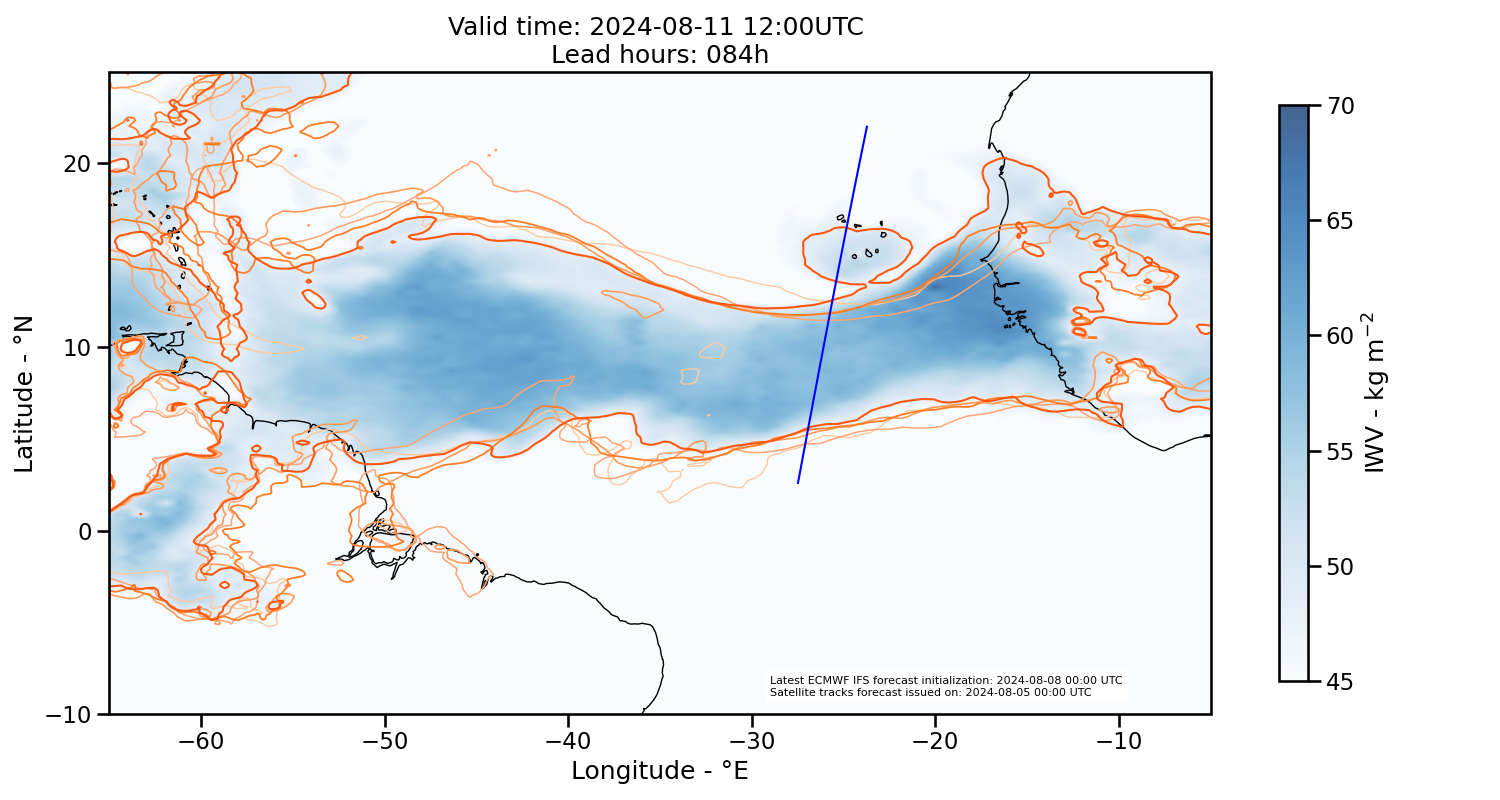 Valid time: 2024-08-11 12:00UTC
Lead hours: 084h
20
10
0
−10
Latitude - °N
−60
−50
−40
−30
−20
−10
Longitude - °E
Latest ECMWF IFS forecast initialization: 2024-08-08 00:00 UTC
Satellite tracks forecast issued on: 2024-08-05 00:00 UTC
70
65
60
55
50
45
IWV - kg m⁻²